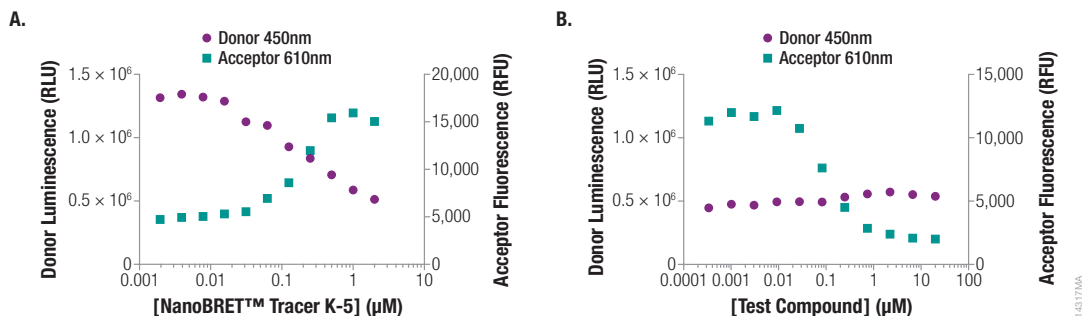 A.
Donor 450nm
Acceptor 610nm
Donor Luminescence (RLU)
1.5 × 10⁶
1.0 × 10⁶
0.5 × 10⁶
0
20,000
15,000
10,000
5,000
0
Acceptor Fluorescence (RFU)
0.001 0.01 0.1 1 10
[NanoBRET™ Tracer K-5] (µM)
B.
Donor 450nm
Acceptor 610nm
Donor Luminescence (RLU)
1.5 × 10⁶
1.0 × 10⁶
0.5 × 10⁶
0
15,000
10,000
5,000
0
Acceptor Fluorescence (RFU)
0.0001 0.001 0.01 0.1 1 10 100
[Test Compound] (µM)
14317MA